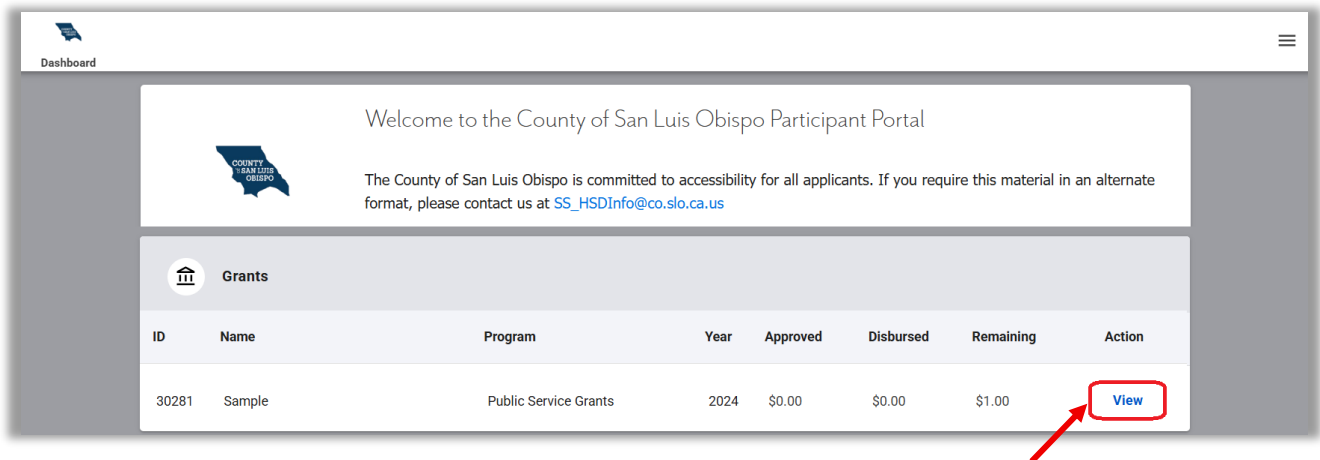 Dashboard
Welcome to the County of San Luis Obispo Participant Portal
COUNTY
OF SAN LUIS
OBISPO
The County of San Luis Obispo is committed to accessibility for all applicants. If you require this material in an alternate
format, please contact us at SS_HSDInfo@co.slo.ca.us
Grants
ID Name Program Year Approved Disbursed Remaining Action
30281 Sample Public Service Grants 2024 $0.00 $0.00 $1.00 View